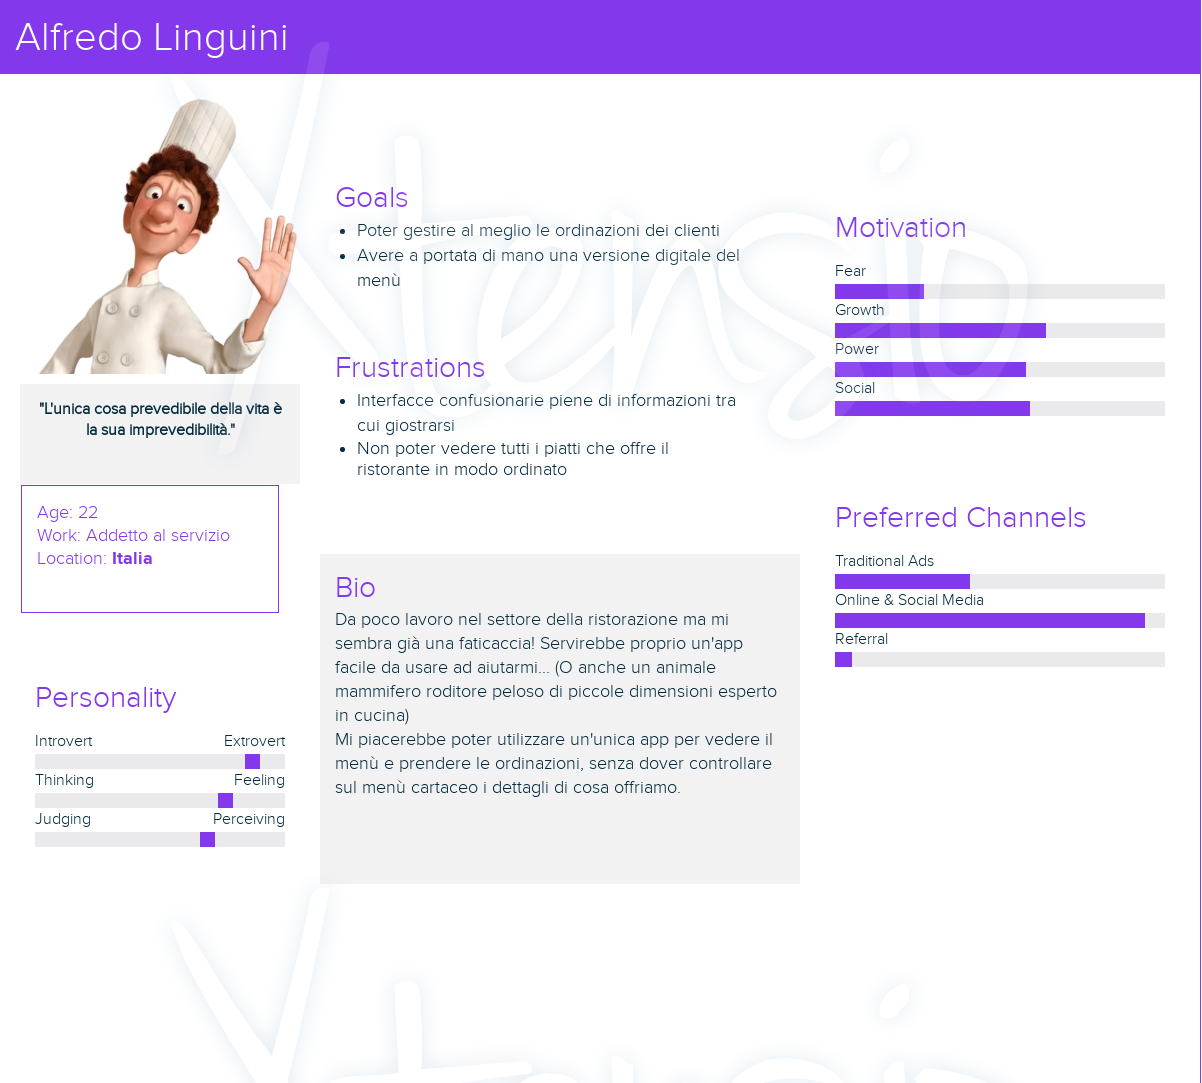 Alfredo Linguini
"L'unica cosa prevedibile della vita è
la sua imprevedibilità."
Age: 22
Work: Addetto al servizio
Location: Italia
Personality
Introvert Extrovert
Thinking Feeling
Judging Perceiving
Goals
Poter gestire al meglio le ordinazioni dei clienti
Avere a portata di mano una versione digitale del
menù
Frustrations
Interfacce confusionarie piene di informazioni tra
cui giostrarsi
Non poter vedere tutti i piatti che offre il
ristorante in modo ordinato
Bio
Da poco lavoro nel settore della ristorazione ma mi
sembra già una faticaccia! Servirebbe proprio un'app
facile da usare ad aiutarmi... (O anche un animale
mammifero roditore peloso di piccole dimensioni esperto
in cucina)
Mi piacerebbe poter utilizzare un'unica app per vedere il
menù e prendere le ordinazioni, senza dover controllare
sul menù cartaceo i dettagli di cosa offriamo.
Motivation
Fear
Growth
Power
Social
Preferred Channels
Traditional Ads
Online & Social Media
Referral
Xtensio
Xtensio